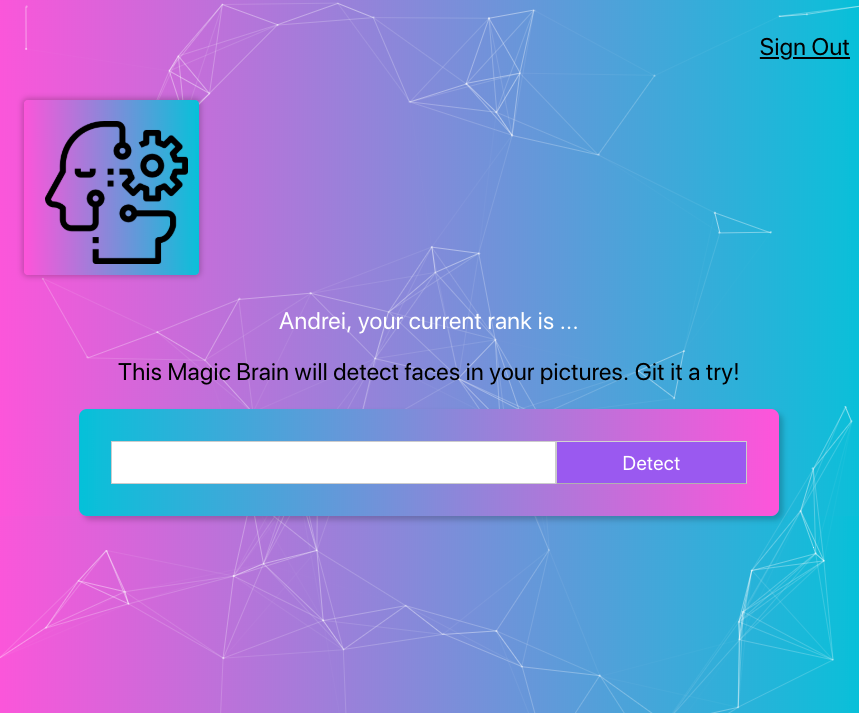 Sign Out
Andrei, your current rank is ...
This Magic Brain will detect faces in your pictures. Git it a try!
Detect